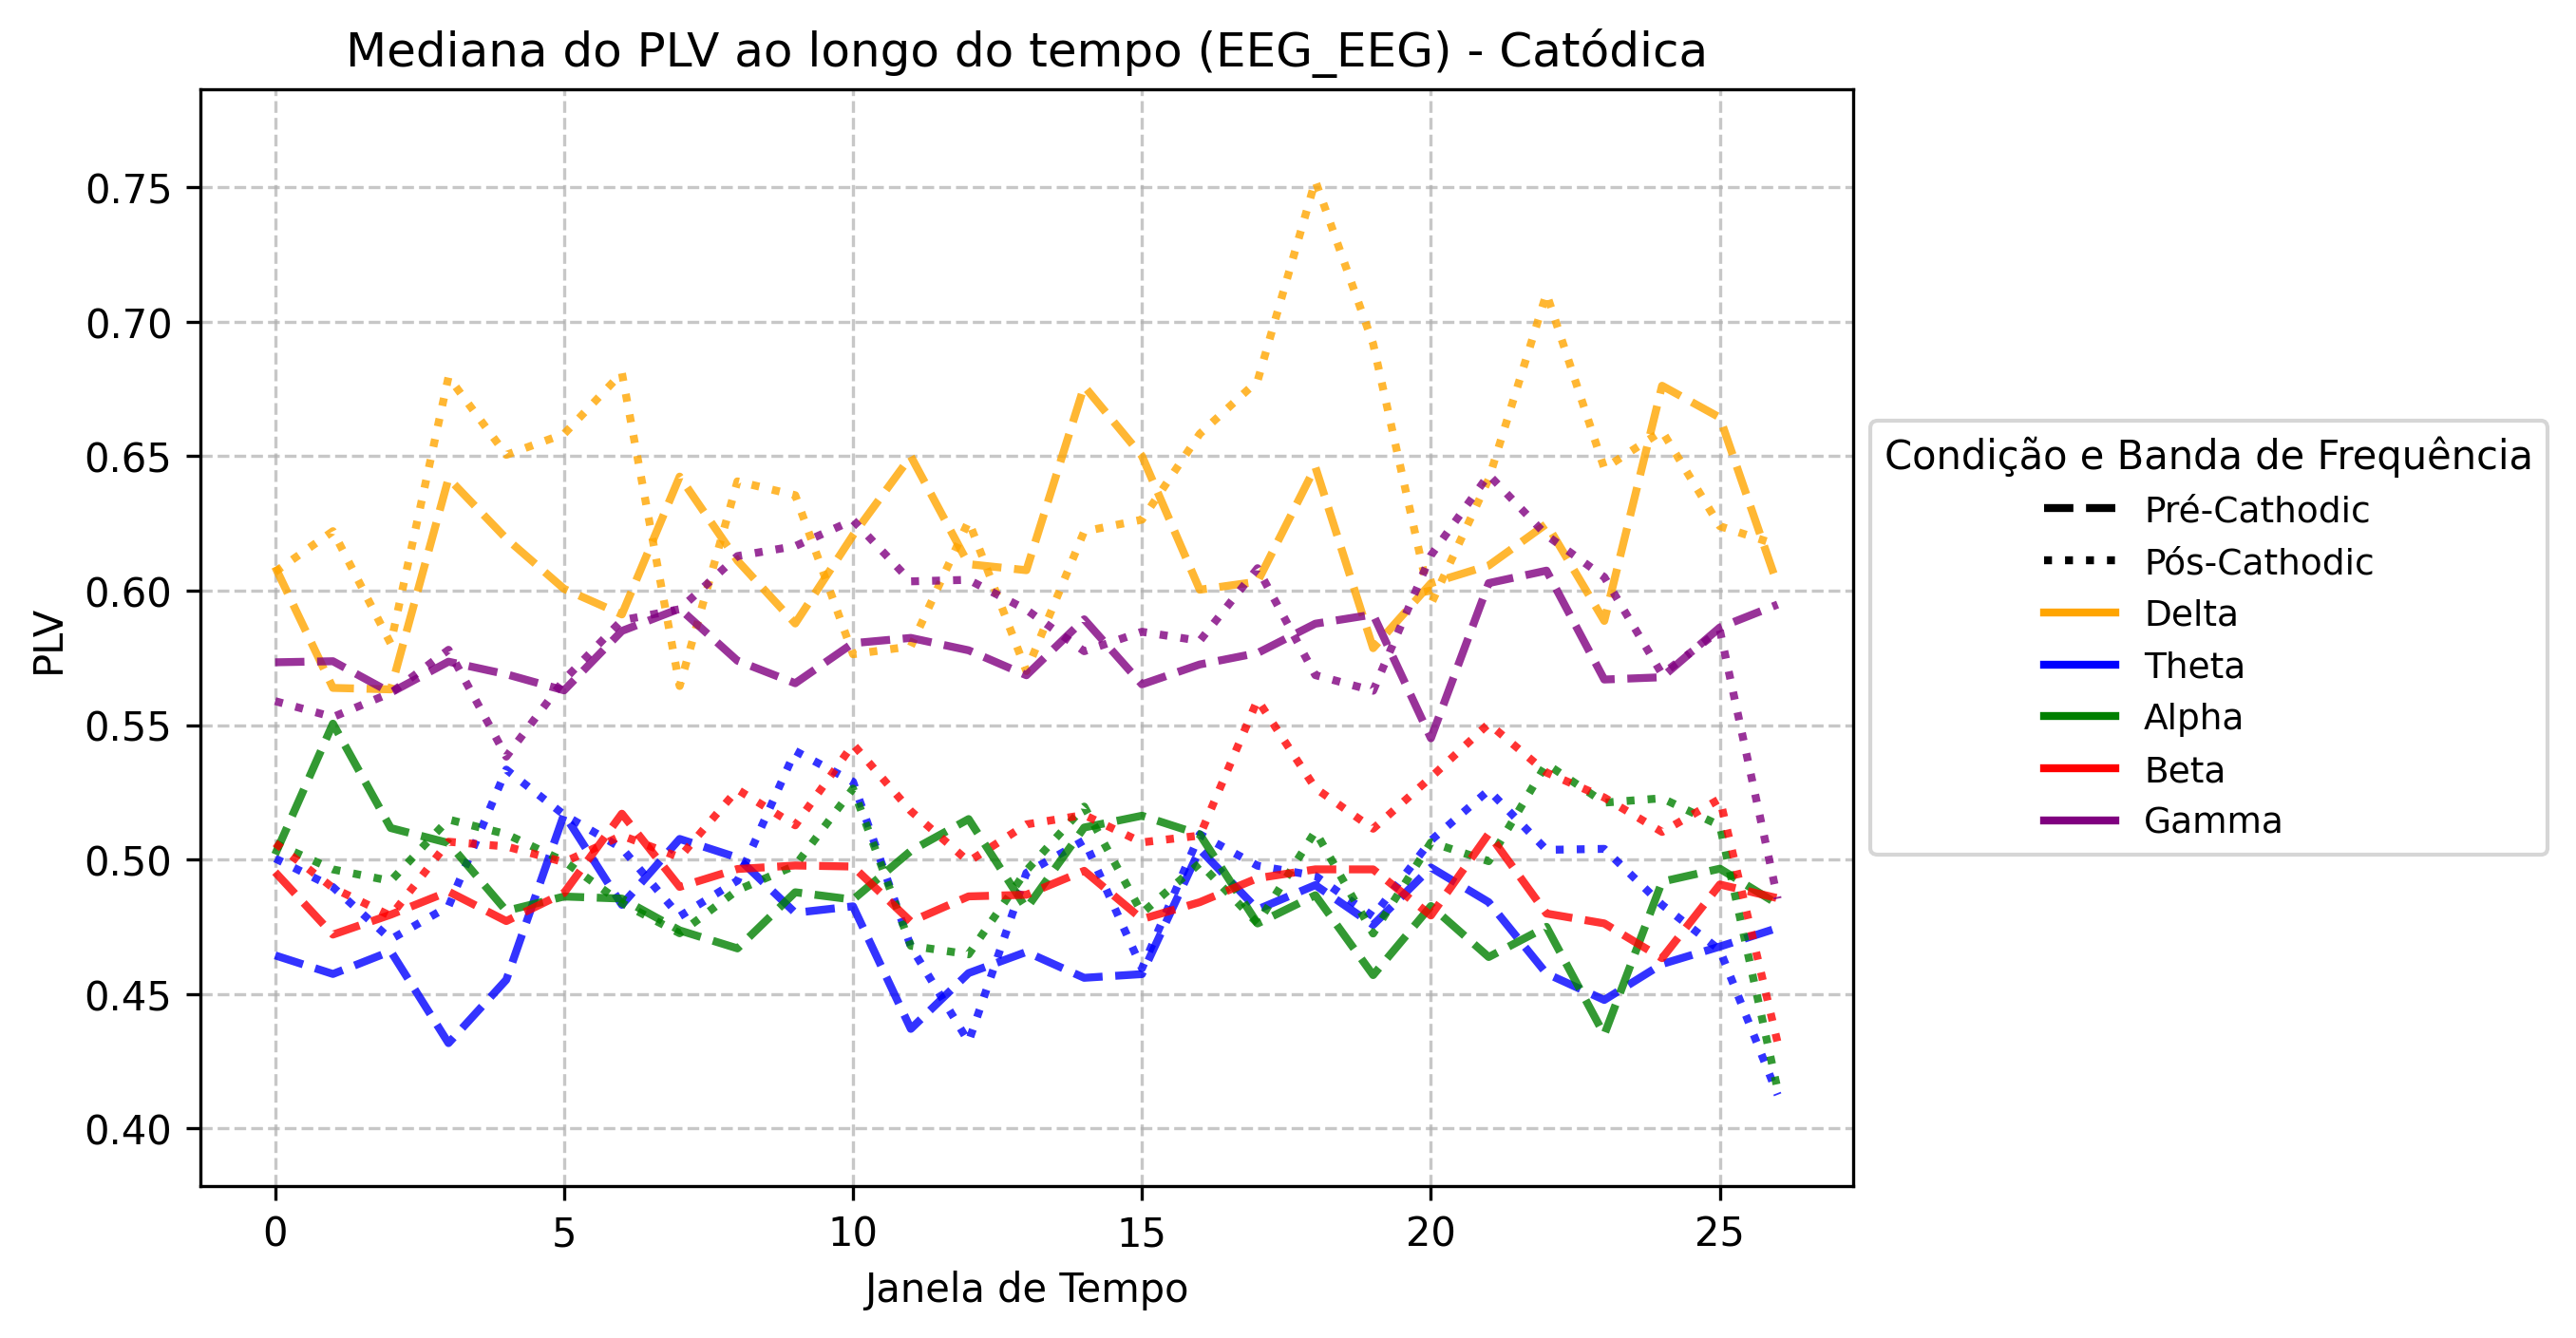 Mediana do PLV ao longo do tempo (EEG_EEG) - Catódica
PLV
0.75
0.70
0.65
0.60
0.55
0.50
0.45
0.40
0 5 10 15 20 25
Janela de Tempo
Condição e Banda de Frequência
Pré-Cathodic
Pós-Cathodic
Delta
Theta
Alpha
Beta
Gamma